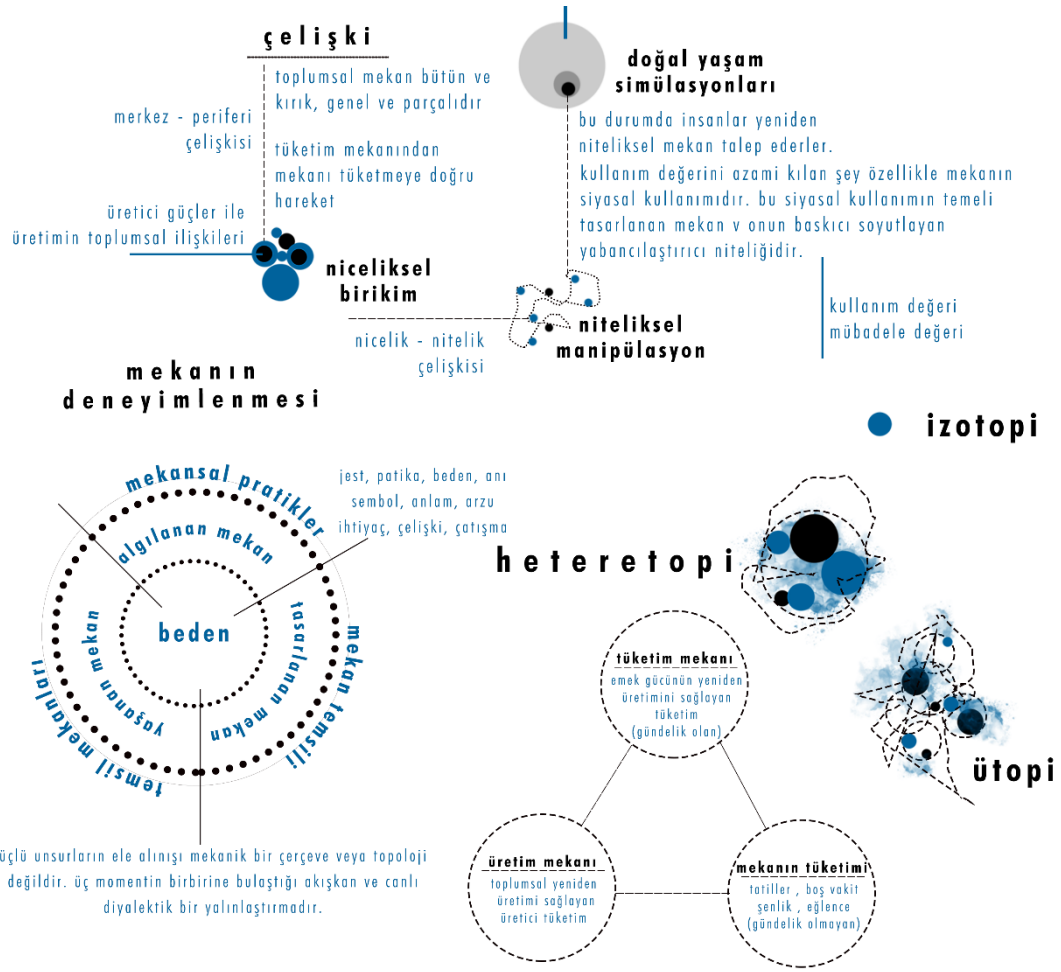 çelişki
toplumsal mekan bütün ve
kırık, genel ve parçalıdır
merkez - periferi
çelişkisi
tüketim mekanından
mekanı tüketmeye doğru
hareket
üretici güçler ile
üretimin toplumsal ilişkileri
niceliksel
birikim
doğal yaşam
simülasyonları
bu durumda insanlar yeniden
niteliksel mekan talep ederler.
kullanım değerini azami kılan şey özellikle mekanın
siyasal kullanımıdır. bu siyasal kullanımın temeli
tasarlanan mekan v onun baskıcı soyutlayan
yabancılaştırıcı niteliğidir.
kullanım değeri
mübadele değeri
nicelik - nitelik
çelişkisi
niteliksel
manipülasyon
mekanın
deneyimlenmesi
izotopi
mekansal pratikler
algılanan mekan
jest, patika, beden, anı
sembol, anlam, arzu
ihtiyaç, çelişki, çatışma
beden
yaşanan mekan
tasarlanan mekan
temsil mekanları
mekan temsili
üçlü unsurların ele alınışı mekanik bir çerçeve veya topoloji
değildir. üç momentin birbirine bulaştığı akışkan ve canlı
diyalektik bir yalınlaştırmadır.
heteretopi
ütopi
tüketim mekanı
emek gücünün yeniden
üretimini sağlayan
tüketim
(gündelik olan)
üretim mekanı
toplumsal yeniden
üretimi sağlayan
üretici tüketim
mekanın tüketimi
tatiller , boş vakit
şenlik , eğlence
(gündelik olmayan)